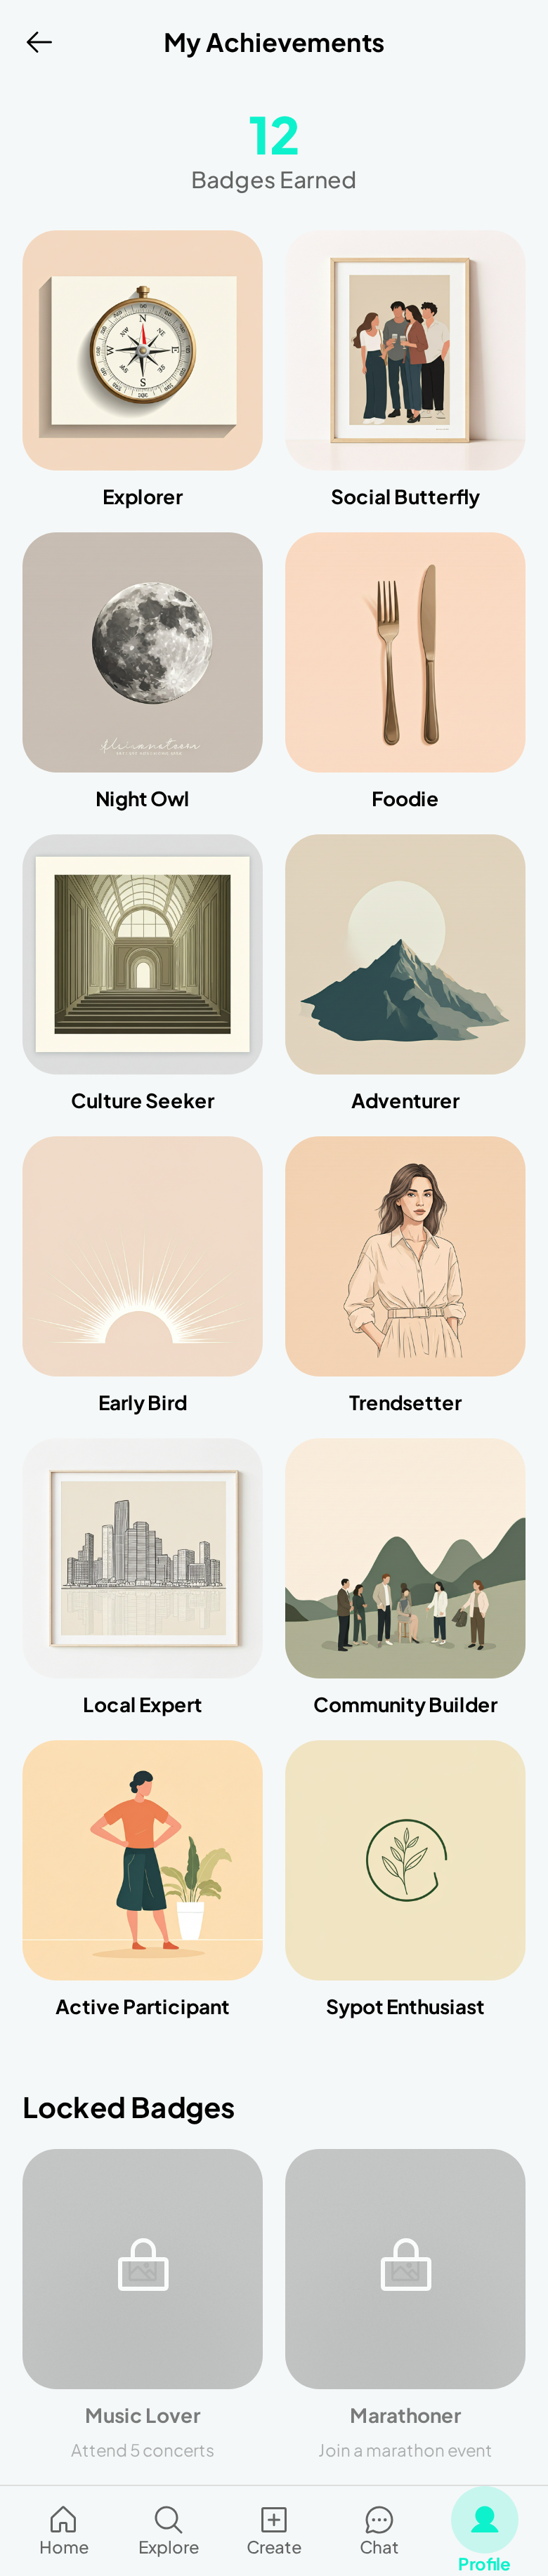 My Achievements
12
Badges Earned
N
NW
NE
W
E
S
Explorer
Social Butterfly
Night Owl
Foodie
Culture Seeker
Adventurer
Early Bird
Trendsetter
Local Expert
Community Builder
Active Participant
Sypot Enthusiast
Locked Badges
Music Lover
Marathoner
Attend 5 concerts
Join a marathon event
Home
Explore
Create
Chat
Profile